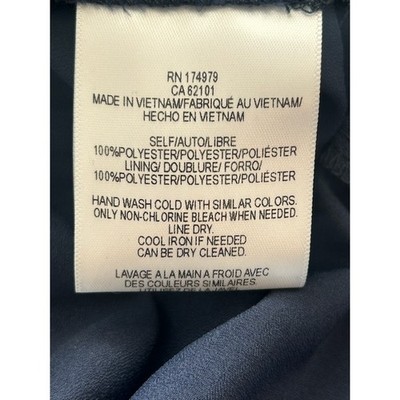 RN 174979
CA 62101
MADE IN VIETNAM/FABRIQUÉ AU VIETNAM/
HECHO EN VIETNAM
SELF/AUTO/LIBRE
100%POLYESTER/POLYESTER/POLIÉSTER
LINING/ DOUBLURE/ FORRO/
100%POLYESTER/POLYESTER/POLIÉSTER
HAND WASH COLD WITH SIMILAR COLORS.
ONLY NON-CHLORINE BLEACH WHEN NEEDED.
LINE DRY.
COOL IRON IF NEEDED
CAN BE DRY CLEANED.
LAVAGE A LA MAIN A FROID AVEC
DES COULEURS SIMILAIRES